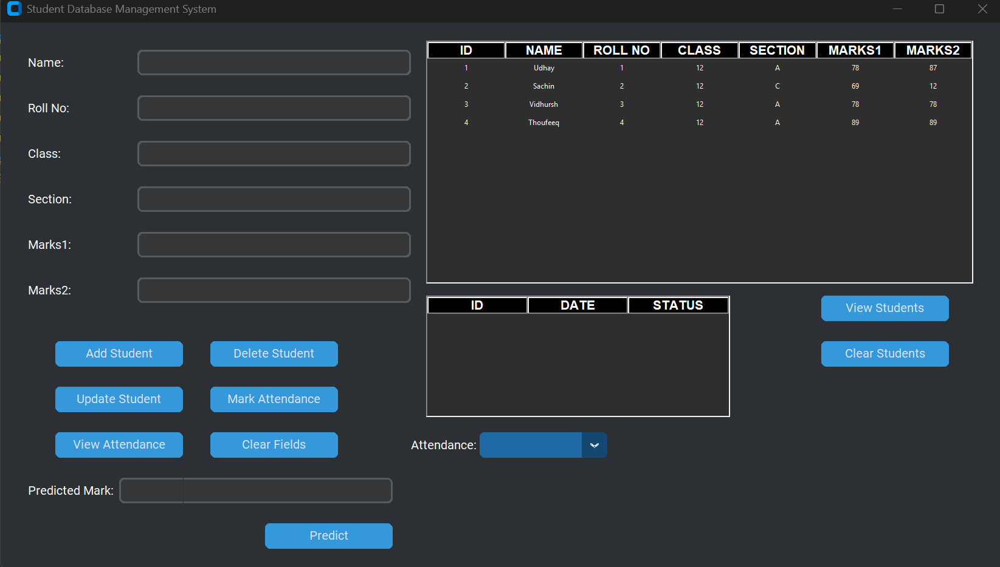 Student Database Management System
Name:
Roll No:
Class:
Section:
Marks1:
Marks2:
ID NAME ROLL NO CLASS SECTION MARKS1 MARKS2
1 Udhay 1 12 A 78 87
2 Sachin 2 12 C 69 12
3 Vidhursh 3 12 A 78 78
4 Thoufeeq 4 12 A 89 89
ID DATE STATUS
View Students
Clear Students
Add Student Delete Student
Update Student Mark Attendance
View Attendance Clear Fields
Attendance:
Predicted Mark:
Predict